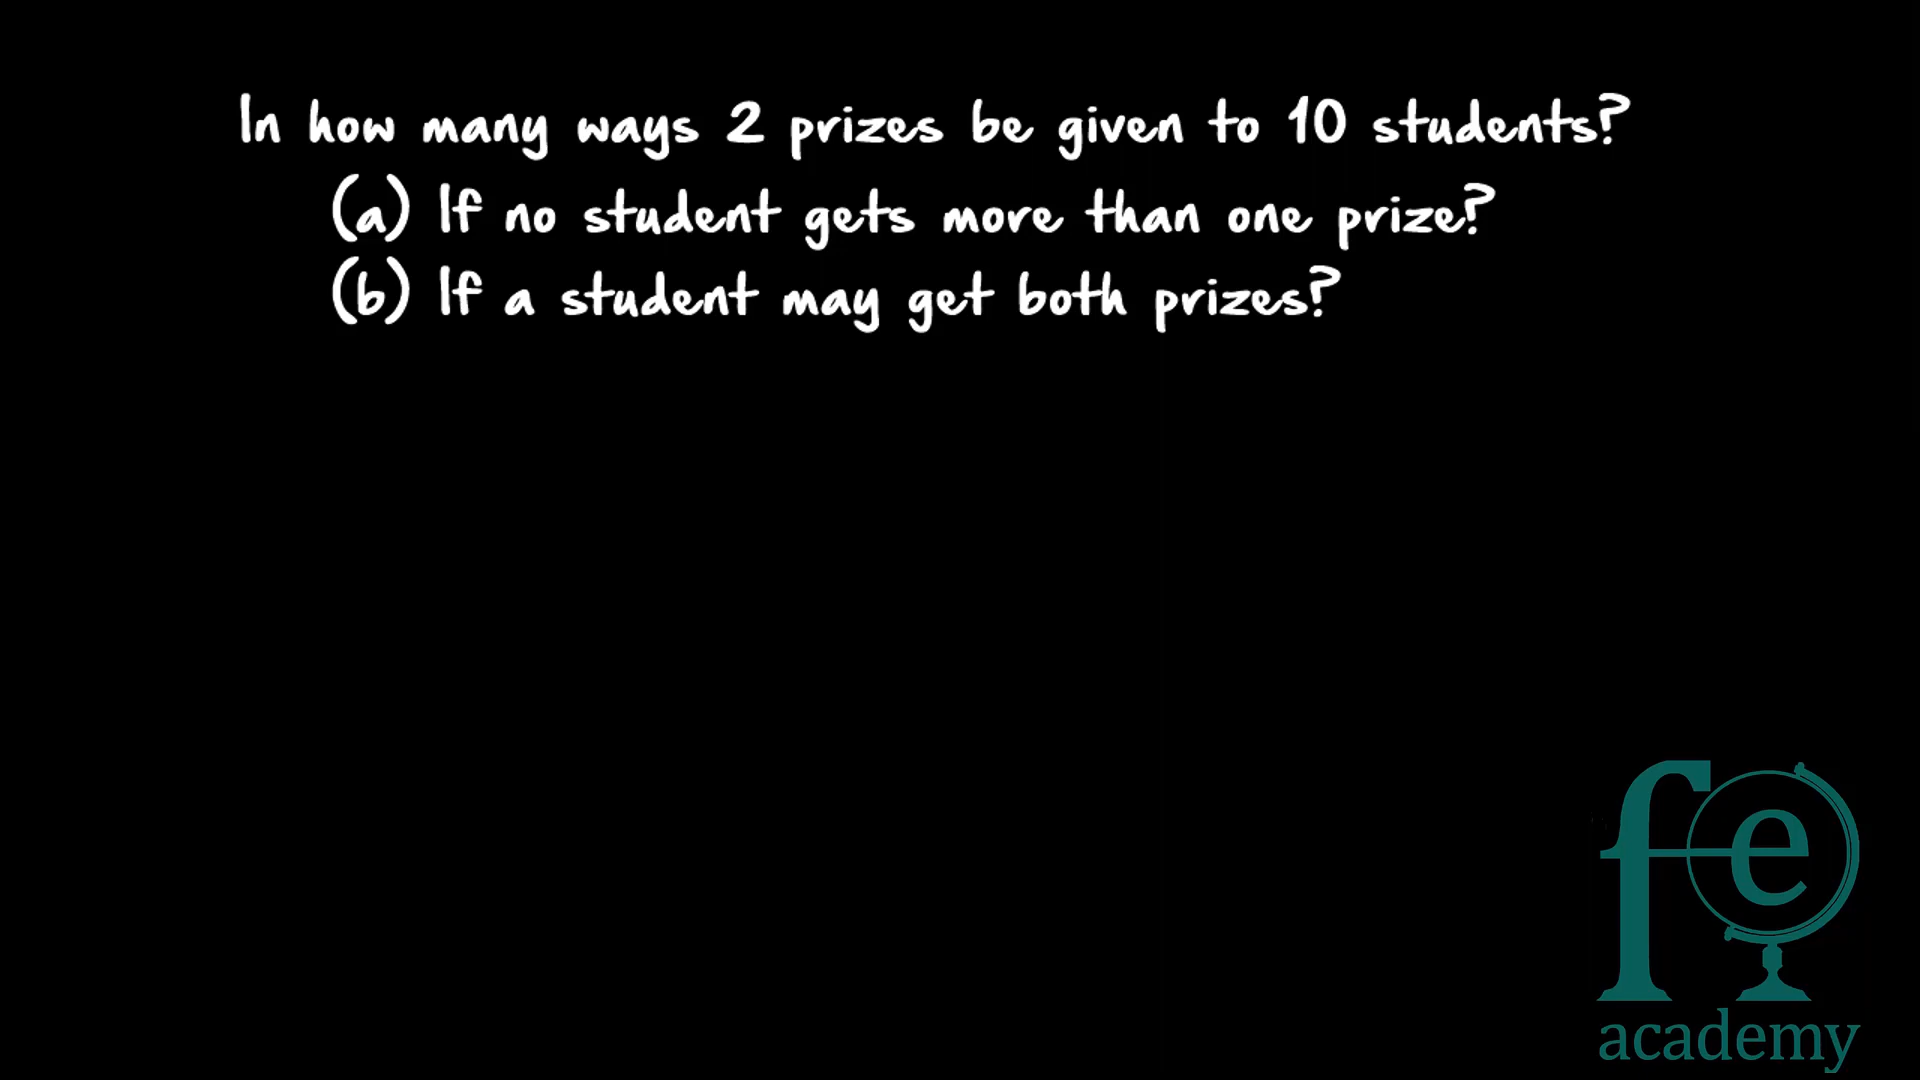 In how many ways 2 prizes be given to 10 students?
(a) If no student gets more than one prize?
(b) If a student may get both prizes?
fe
academy